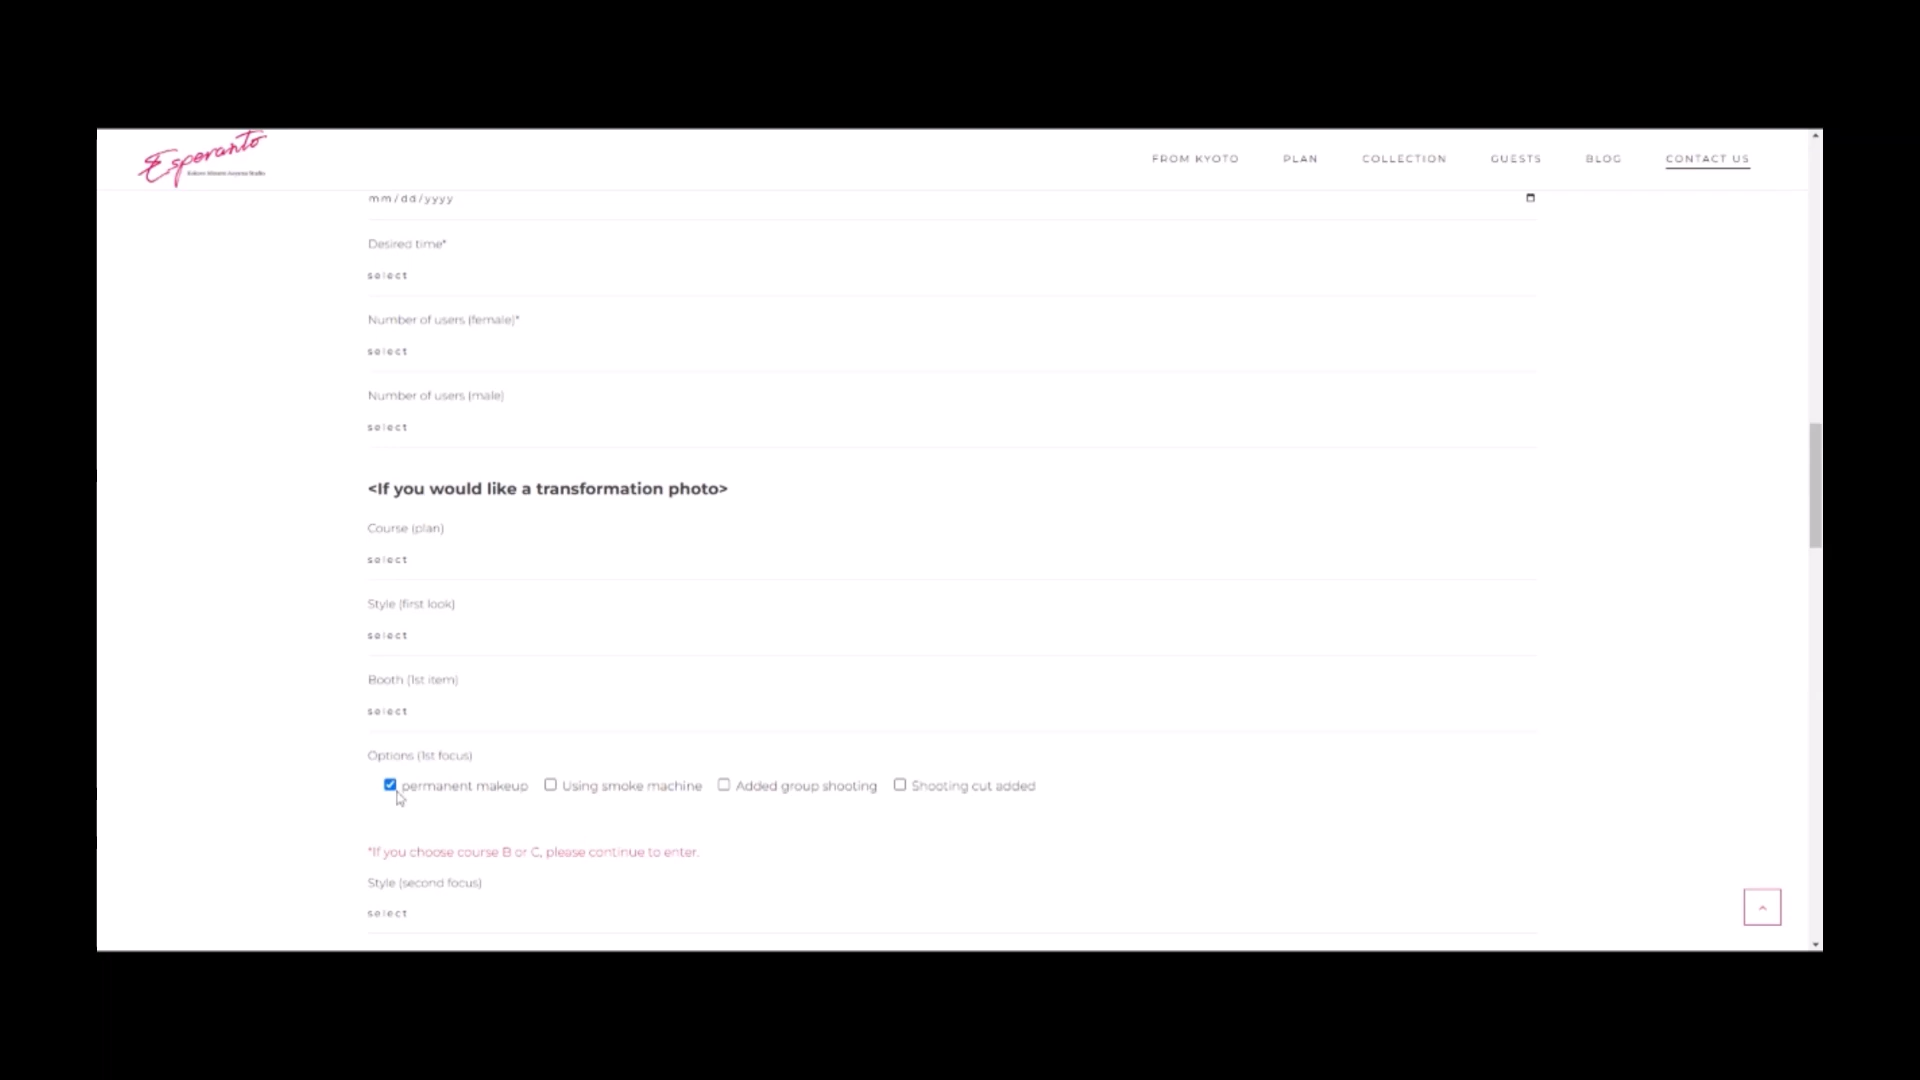 Esperanto
FROM KYOTO PLAN COLLECTION GUESTS BLOG CONTACT US
mm/dd/yyyy
Desired time*
select
Number of users (female)*
select
Number of users (male)
select
<If you would like a transformation photo>
Course (plan)
select
Style (first look)
select
Booth (1st item)
select
Options (1st focus)
permanent makeup Using smoke machine Added group shooting Shooting cut added
*If you choose course B or C, please continue to enter.
Style (second focus)
select